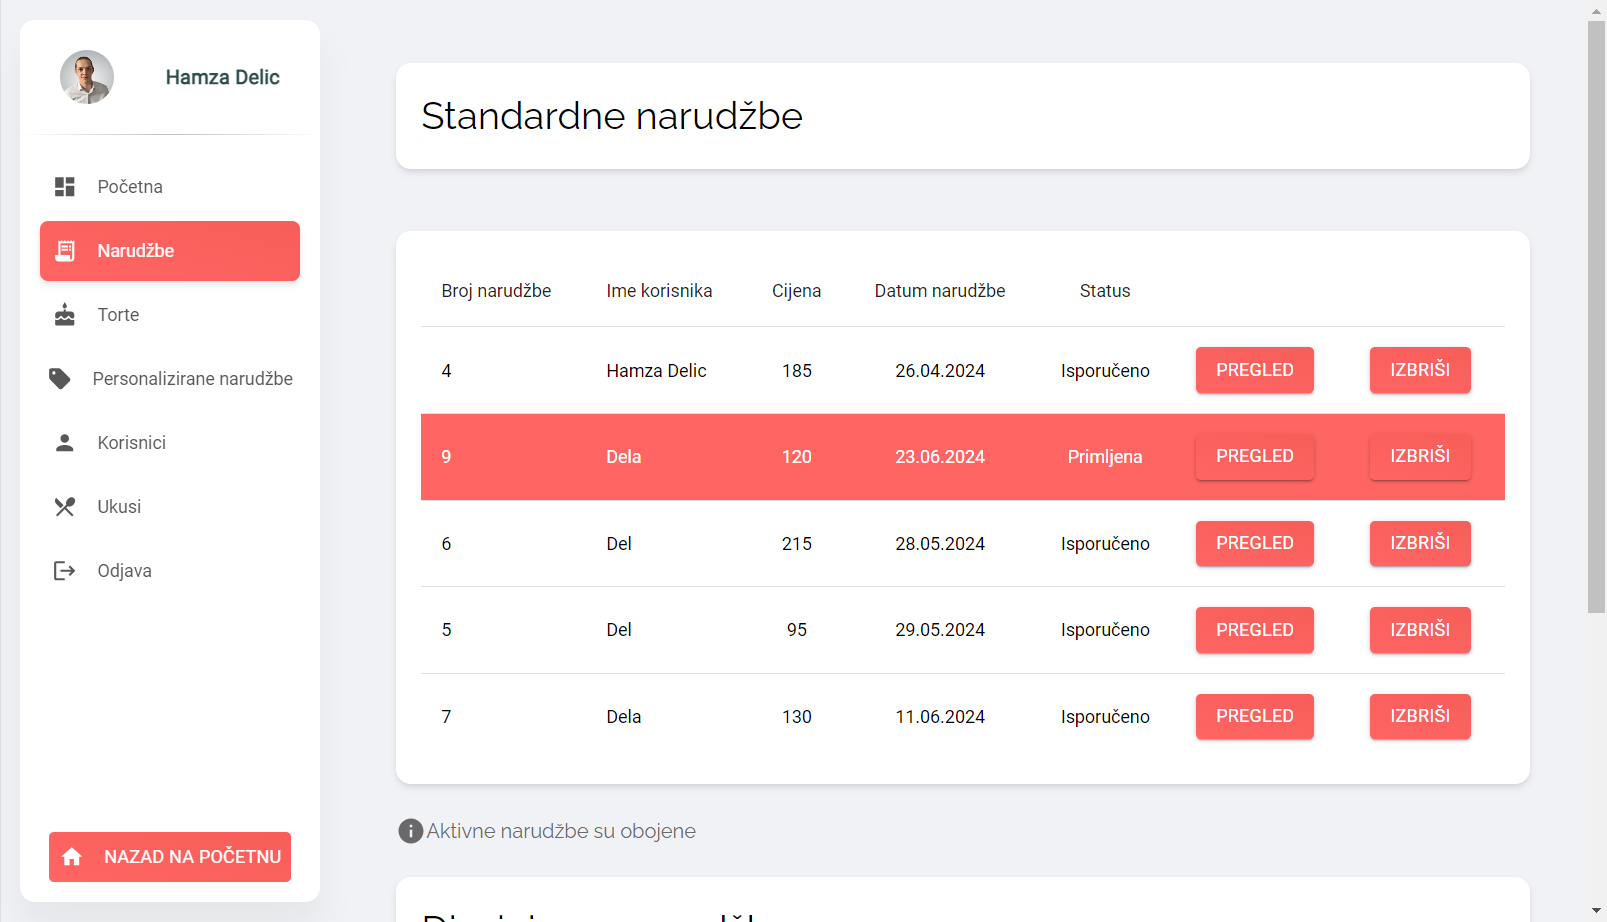 Hamza Delic
Početna
Narudžbe
Torte
Personalizirane narudžbe
Korisnici
Ukusi
Odjava
NAZAD NA POČETNU
Standardne narudžbe
Broj narudžbe Ime korisnika Cijena Datum narudžbe Status
4 Hamza Delic 185 26.04.2024 Isporučeno PREGLED IZBRIŠI
9 Dela 120 23.06.2024 Primljena PREGLED IZBRIŠI
6 Del 215 28.05.2024 Isporučeno PREGLED IZBRIŠI
5 Del 95 29.05.2024 Isporučeno PREGLED IZBRIŠI
7 Dela 130 11.06.2024 Isporučeno PREGLED IZBRIŠI
Aktivne narudžbe su obojene